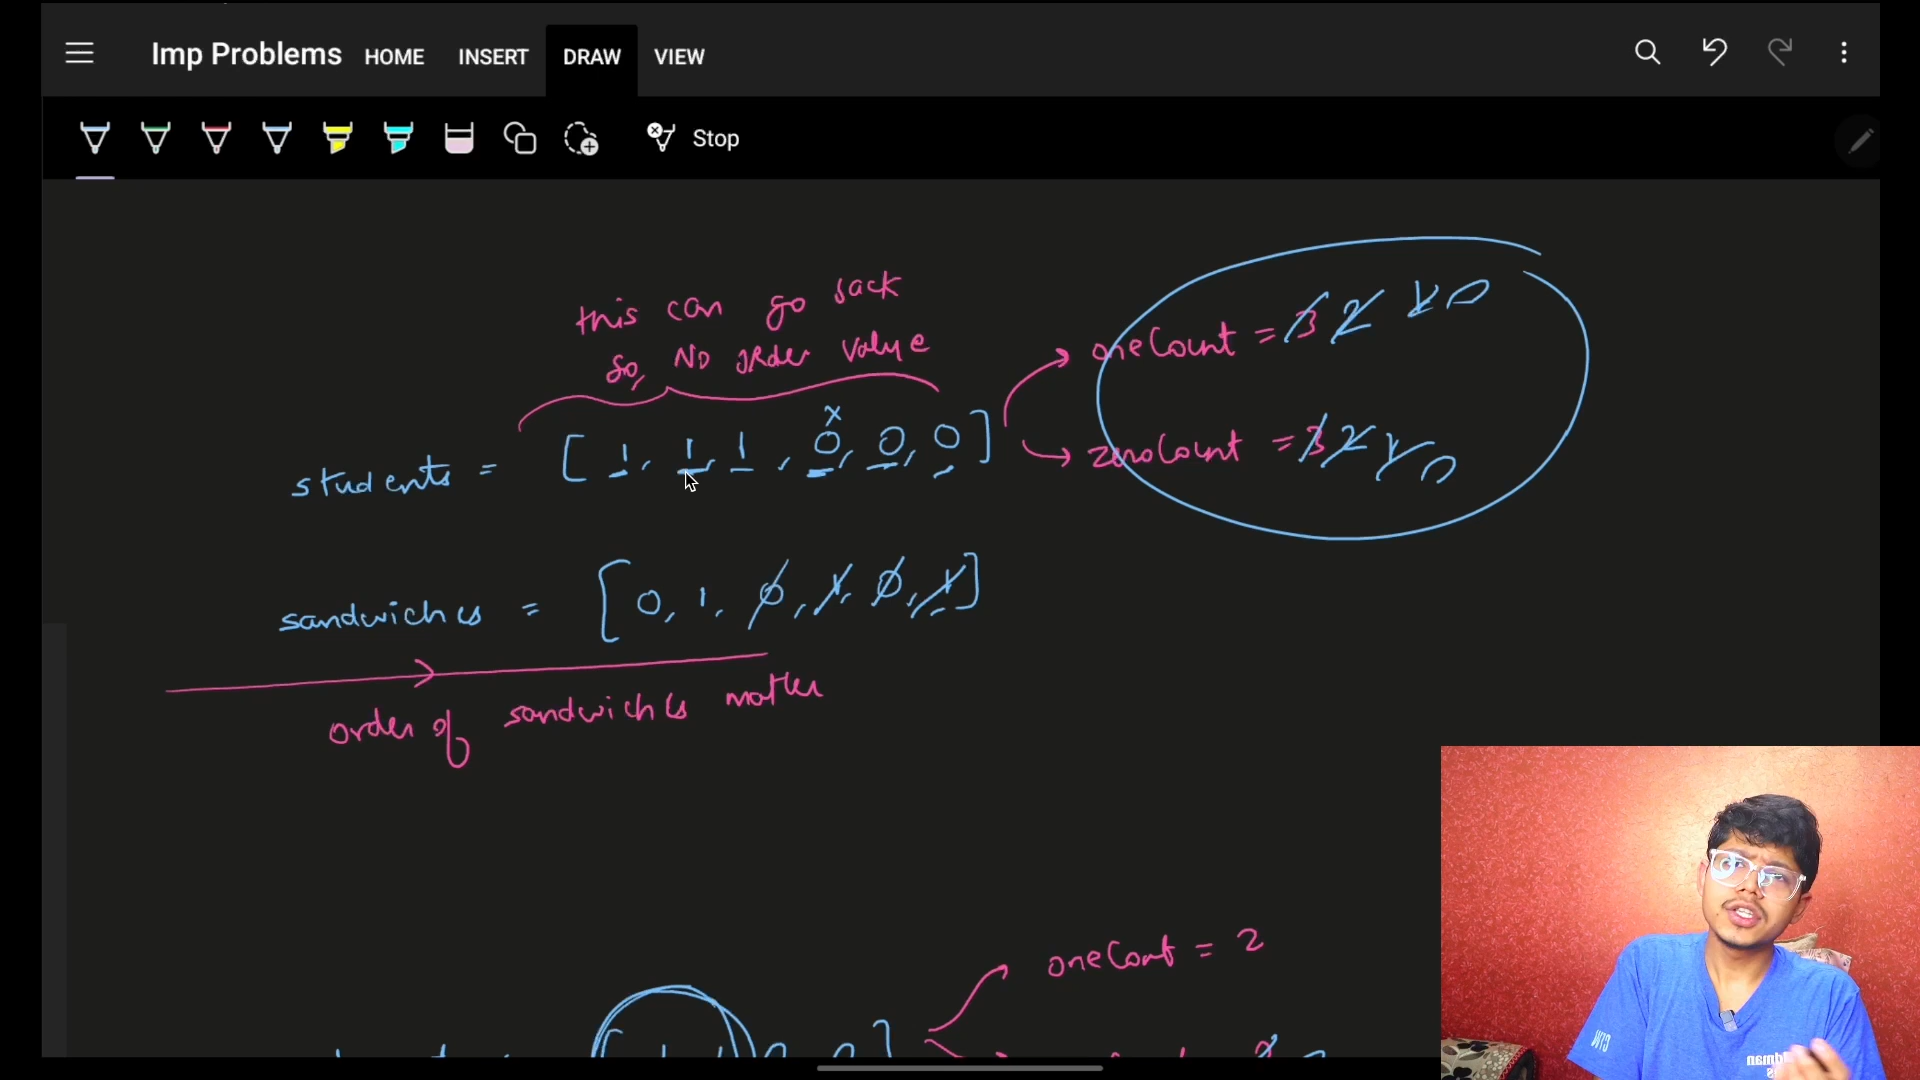 Imp Problems HOME INSERT DRAW VIEW
Stop
this can go back
So, No order value
students = [ 1, 1, 1, 0, 0, 0 ]
x
oneCount = 3 2 1 0
zeroCount = 3 2 1 0
sandwiches = [ 0, 1, 0, 1, 0, 1 ]
order of sandwiches matter
oneCont = 2